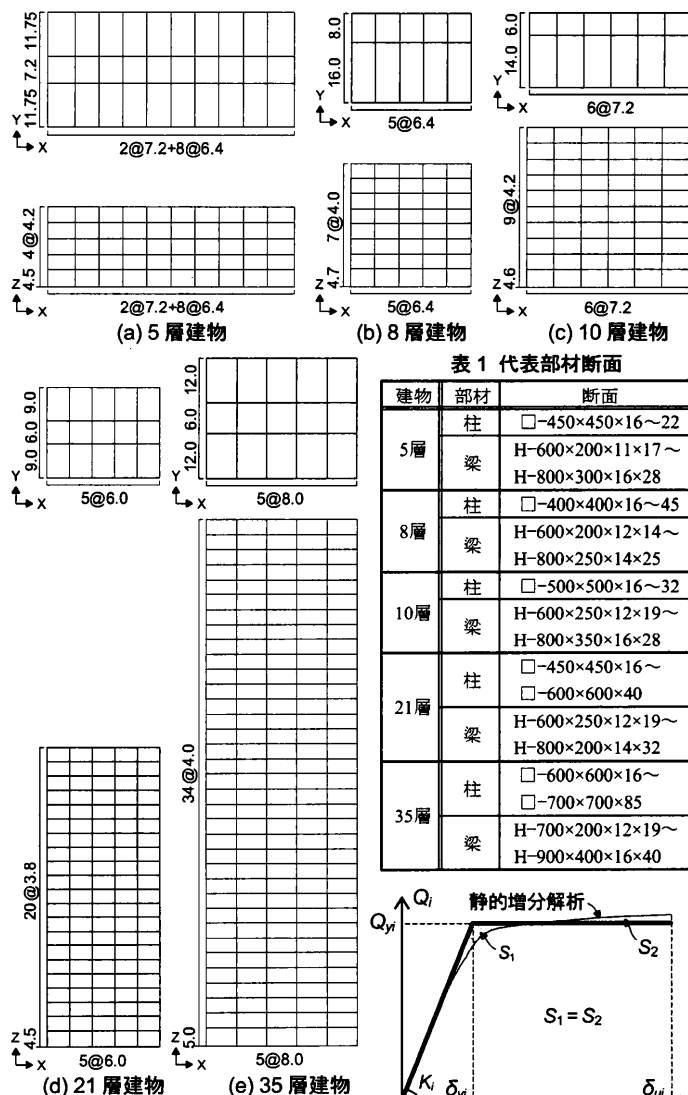 11.75
7.2
11.75
Y
X
2@7.2+8@6.4
4@4.2
4.5
Z
X
2@7.2+8@6.4
(a) 5 層建物
8.0
16.0
Y
X
5@6.4
7@4.0
4.7
Z
X
5@6.4
(b) 8 層建物
6.0
14.0
Y
X
6@7.2
9@4.2
4.6
Z
X
6@7.2
(c) 10 層建物
9.0
6.0
9.0
Y
X
5@6.0
20@3.8
4.5
Z
X
5@6.0
(d) 21 層建物
12.0
6.0
12.0
Y
X
5@8.0
34@4.0
5.0
Z
X
5@8.0
(e) 35 層建物
表 1 代表部材断面
建物 部材 断面
5層 柱 □-450×450×16~22
梁 H-600×200×11×17~
H-800×300×16×28
8層 柱 □-400×400×16~45
梁 H-600×200×12×14~
H-800×250×14×25
10層 柱 □-500×500×16~32
梁 H-600×250×12×19~
H-800×350×16×28
21層 柱 □-450×450×16~
□-600×600×40
梁 H-600×250×12×19~
H-800×200×14×32
35層 柱 □-600×600×16~
□-700×700×85
梁 H-700×200×12×19~
H-900×400×16×40
Qi
静的増分解析
Qyi
S1
S2
S1 = S2
Ki
δyi
δui